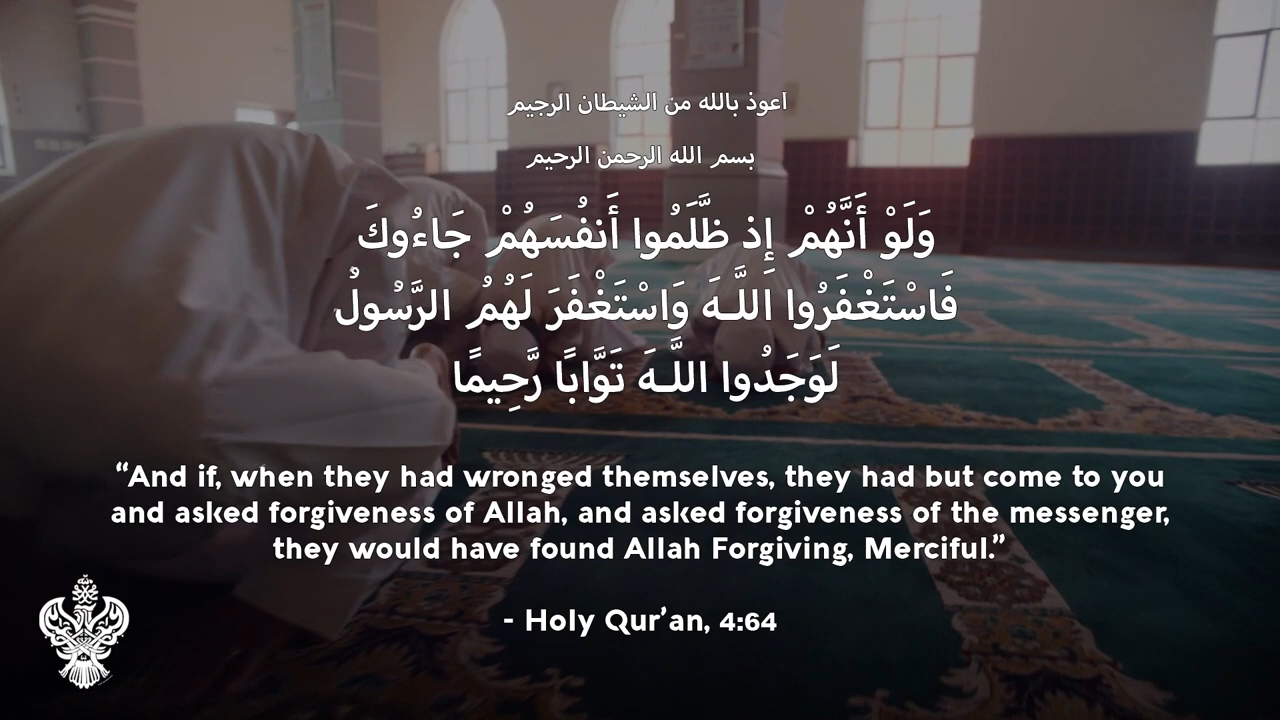 اعوذ بالله من الشيطان الرجيم
بسم الله الرحمن الرحيم
وَلَوْ أَنَّهُمْ إِذ ظَّلَمُوا أَنفُسَهُمْ جَاءُوكَ
فَاسْتَغْفَرُوا اللَّـهَ وَاسْتَغْفَرَ لَهُمُ الرَّسُولُ
لَوَجَدُوا اللَّـهَ تَوَّابًا رَّحِيمًا
“And if, when they had wronged themselves, they had but come to you
and asked forgiveness of Allah, and asked forgiveness of the messenger,
they would have found Allah Forgiving, Merciful.”
- Holy Qur’an, 4:64